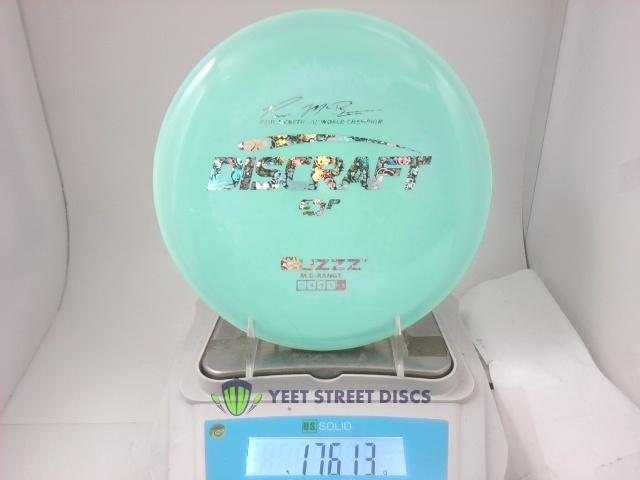 DISCRAFT
ESP
BUZZZ
MID-RANGE
YEET STREET DISCS
U.S. SOLID
176.13 g